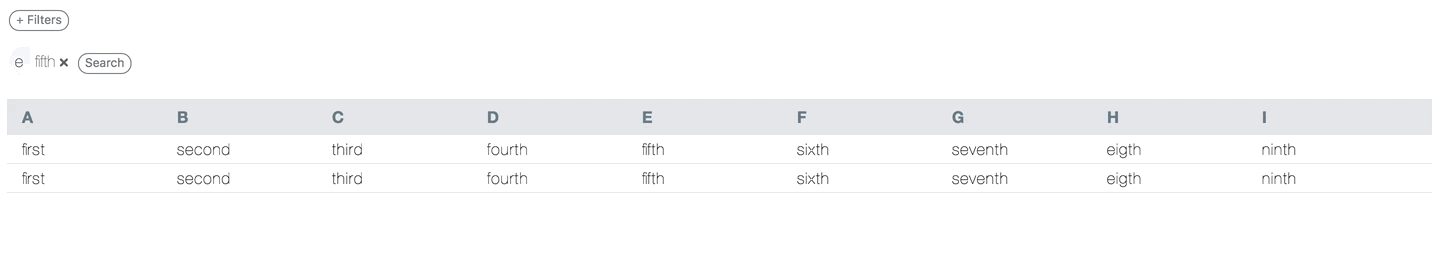 + Filters
e fifth × Search
A B C D E F G H I
first second third fourth fifth sixth seventh eigth ninth
first second third fourth fifth sixth seventh eigth ninth